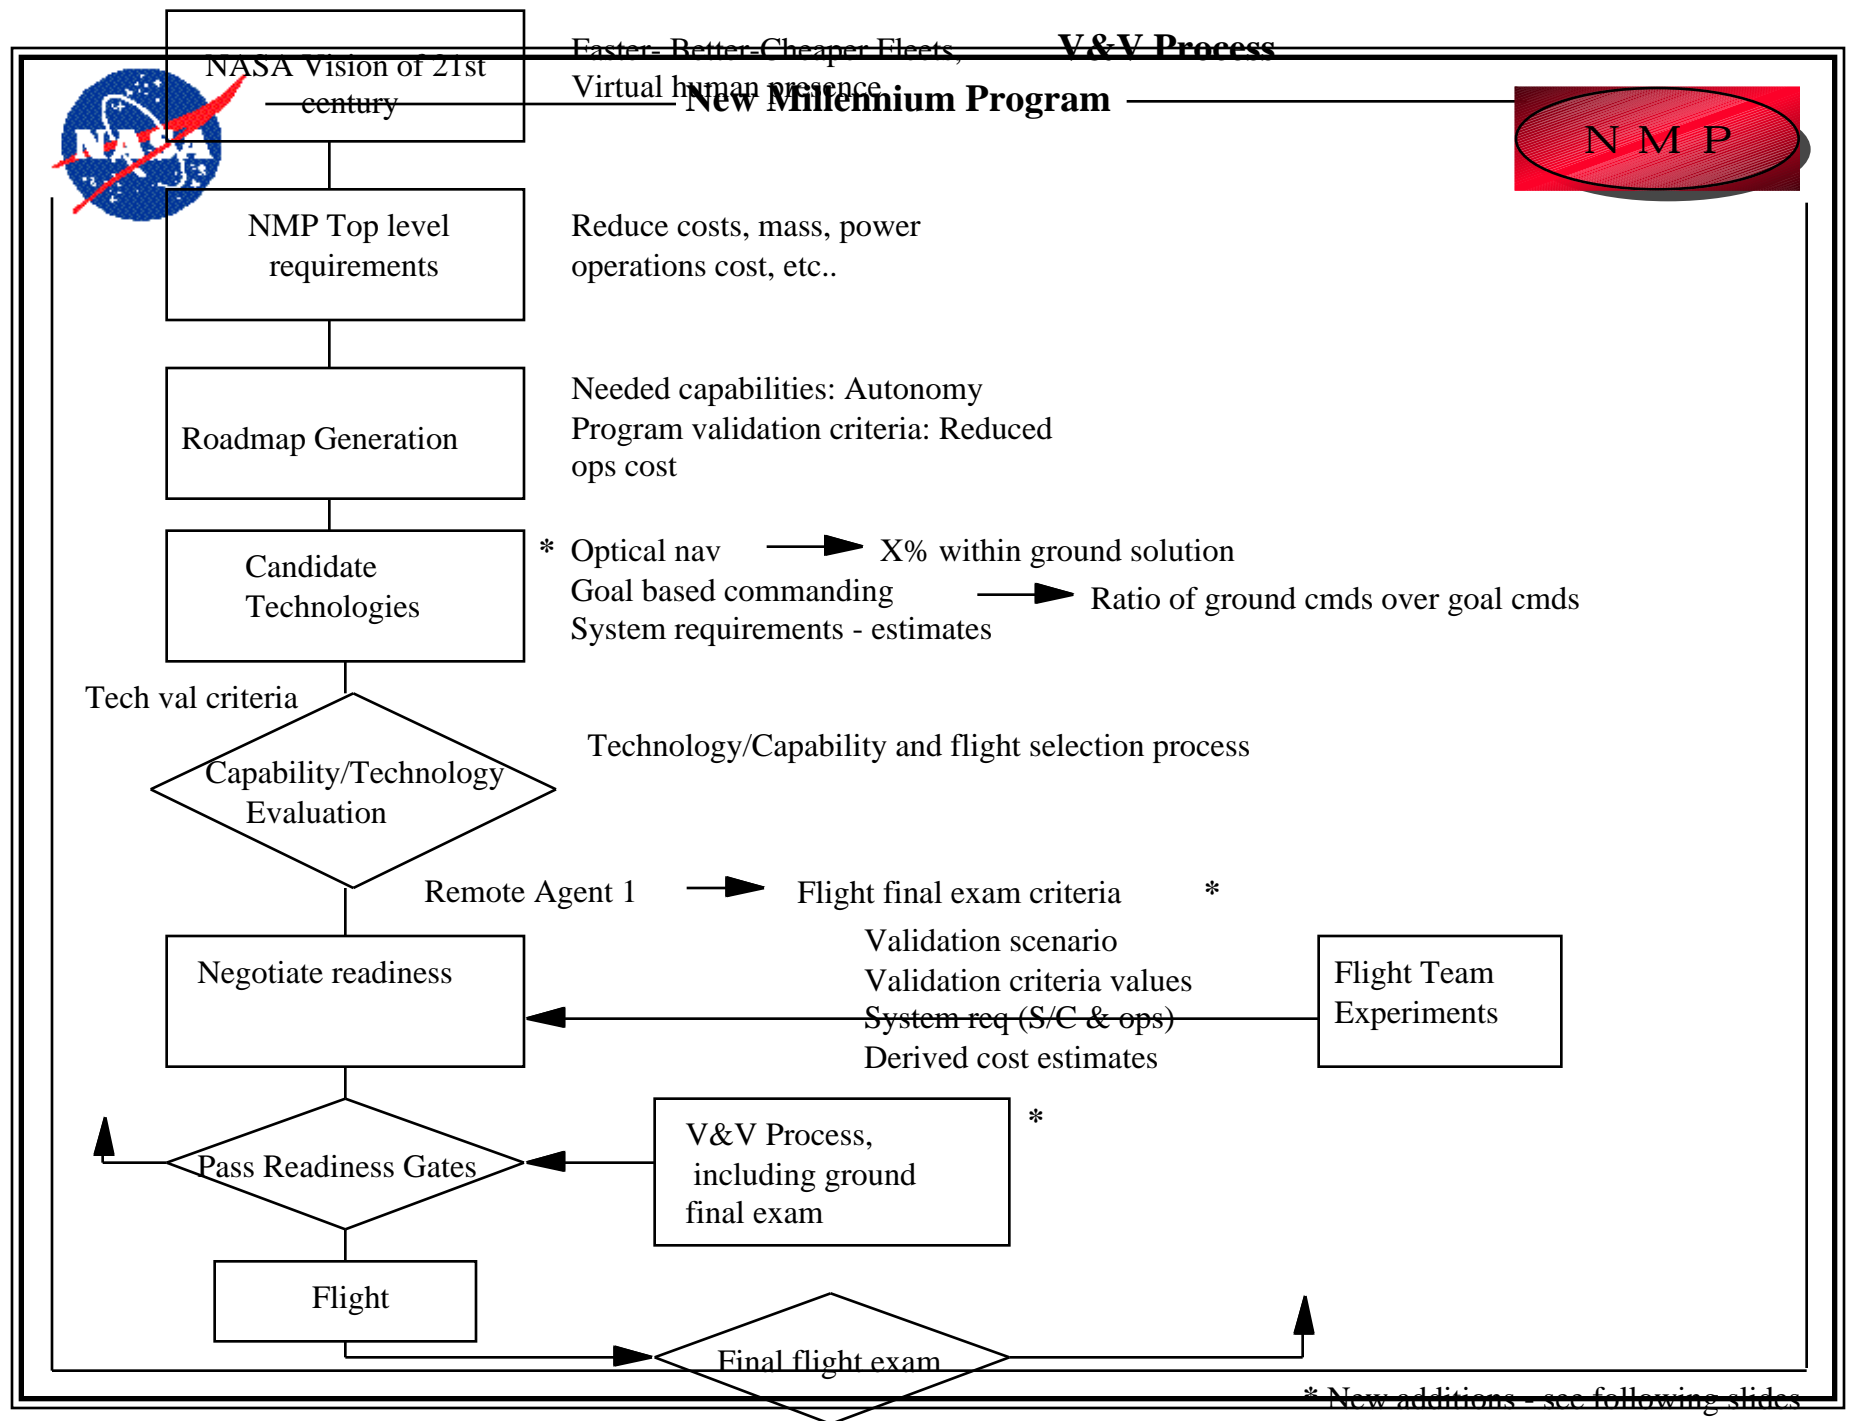 NASA Vision of 21st
century
Faster- Better-Cheaper Fleets,
Virtual human presence
V&V Process
New Millennium Program
NASA
N M P
NMP Top level
requirements
Reduce costs, mass, power
operations cost, etc..
Roadmap Generation
Needed capabilities: Autonomy
Program validation criteria: Reduced
ops cost
Candidate
Technologies
* Optical nav
X% within ground solution
Goal based commanding
Ratio of ground cmds over goal cmds
System requirements - estimates
Tech val criteria
Capability/Technology
Evaluation
Technology/Capability and flight selection process
Remote Agent 1
Flight final exam criteria *
Validation scenario
Validation criteria values
System req (S/C & ops)
Derived cost estimates
Negotiate readiness
Flight Team
Experiments
Pass Readiness Gates
V&V Process,
including ground
final exam
*
Flight
Final flight exam
* New additions - see following slides